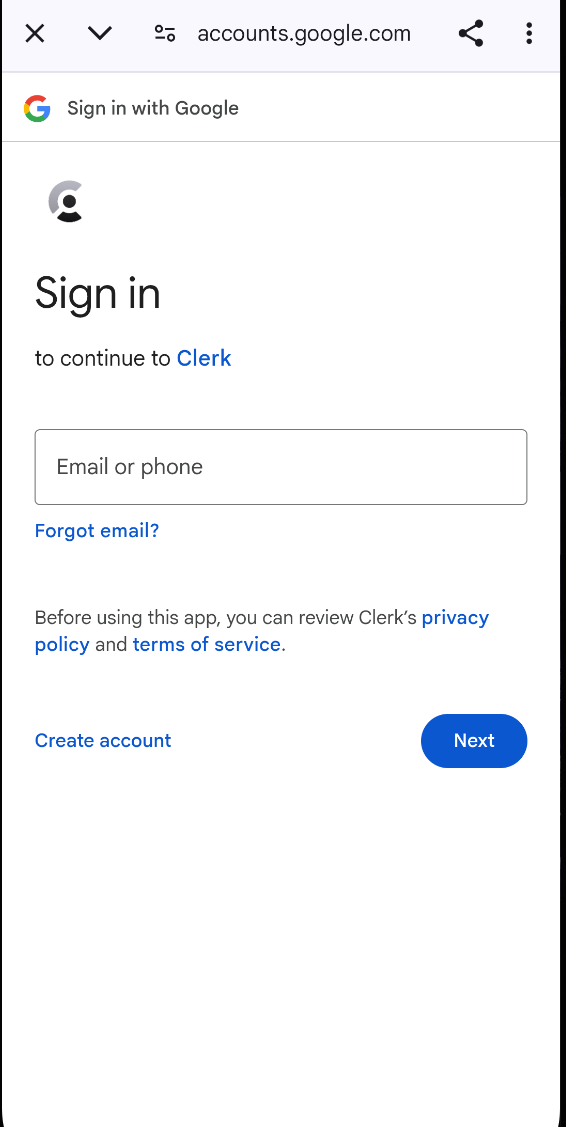 accounts.google.com
Sign in with Google
Sign in
to continue to Clerk
Email or phone
Forgot email?
Before using this app, you can review Clerk’s privacy
policy and terms of service.
Create account
Next